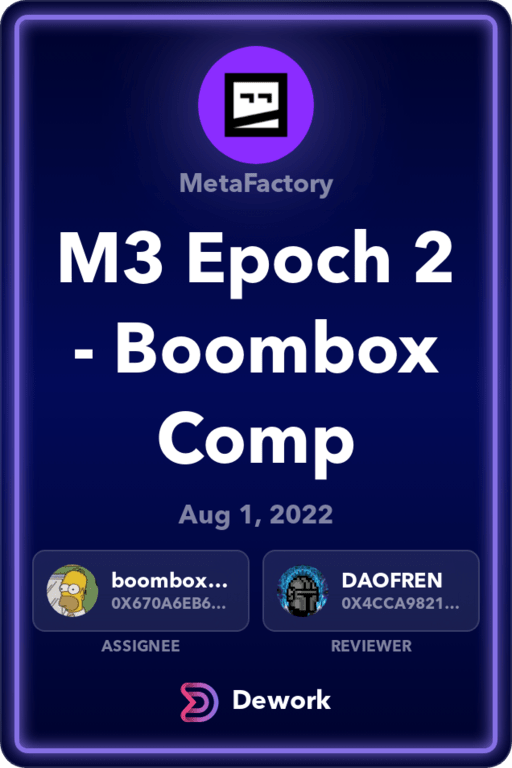 MetaFactory
M3 Epoch 2
- Boombox
Comp
Aug 1, 2022
boombox...
0X670A6EB6...
ASSIGNEE
DAOFREN
0X4CCA9821...
REVIEWER
Dework